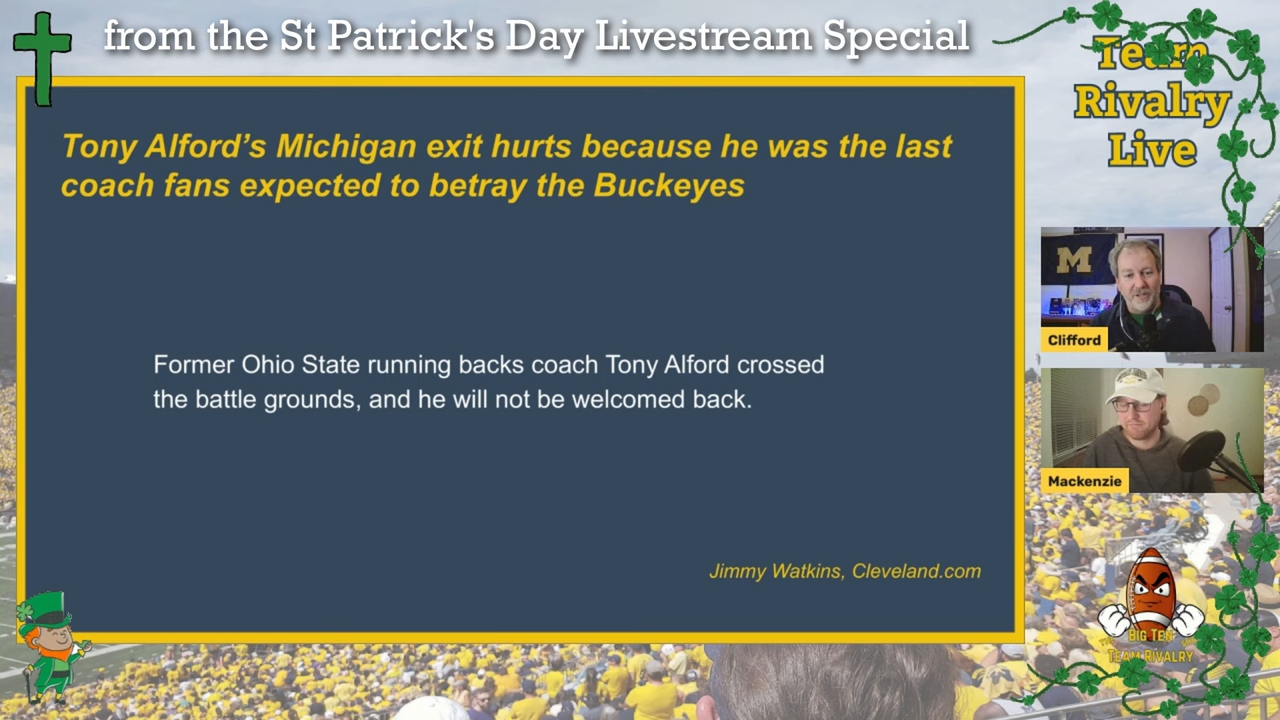 from the St Patrick's Day Livestream Special
Team
Rivalry
Live
Tony Alford’s Michigan exit hurts because he was the last
coach fans expected to betray the Buckeyes
Former Ohio State running backs coach Tony Alford crossed
the battle grounds, and he will not be welcomed back.
Jimmy Watkins, Cleveland.com
M
Clifford
Mackenzie
BIG TEN
TEAM RIVALRY